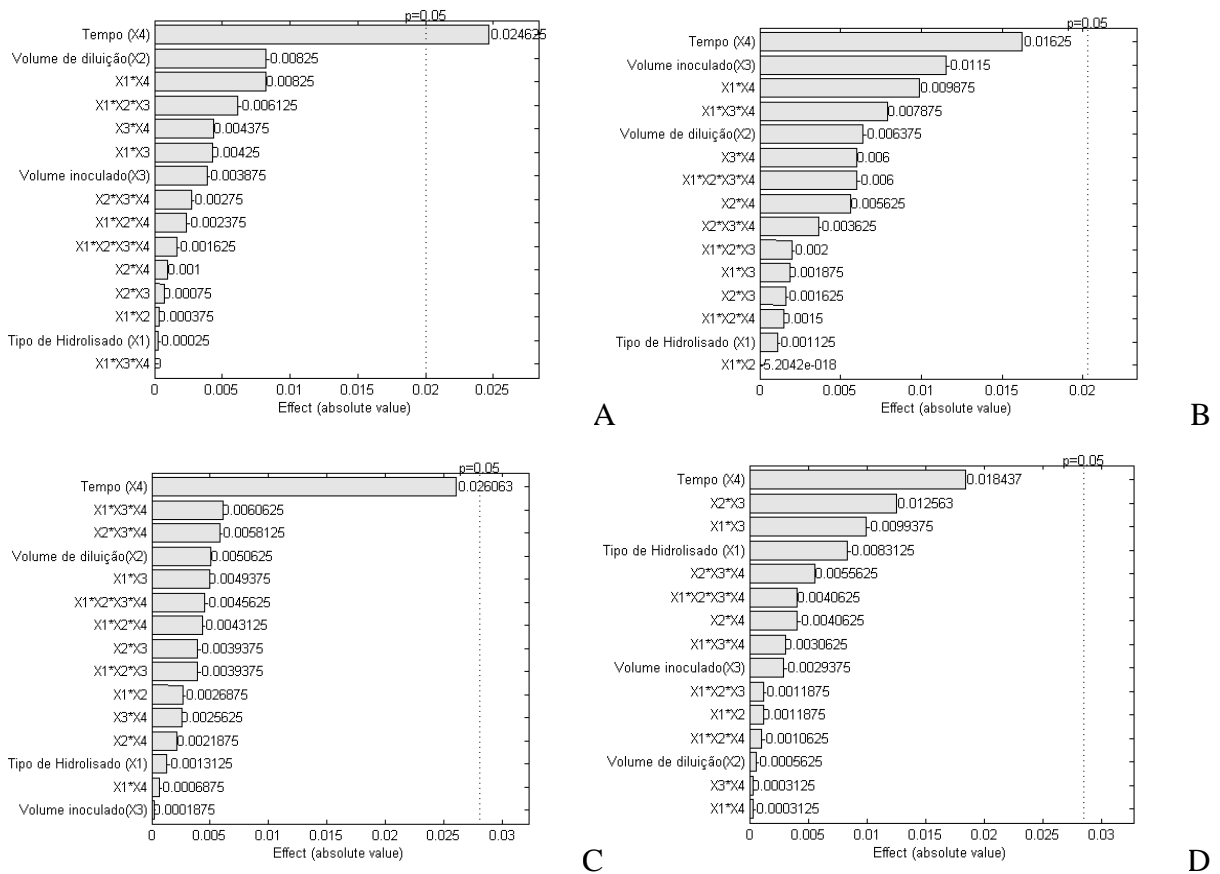 p=0.05
Tempo (X4) 0.024625
Volume de diluição(X2) -0.00825
X1*X4 0.00825
X1*X2*X3 -0.006125
X3*X4 0.004375
X1*X3 0.00425
Volume inoculado(X3) -0.003875
X2*X3*X4 -0.00275
X1*X2*X4 -0.002375
X1*X2*X3*X4 -0.001625
X2*X4 0.001
X2*X3 -0.00075
X1*X2 0.000375
Tipo de Hidrolisado (X1) -0.00025
X1*X3*X4 0
0 0.005 0.01 0.015 0.02 0.025
Effect (absolute value)
A
p=0.05
Tempo (X4) 0.01625
Volume inoculado(X3) -0.0115
X1*X4 0.009875
X1*X3*X4 -0.007875
Volume de diluição(X2) -0.006375
X3*X4 0.006
X1*X2*X3*X4 -0.006
X2*X4 0.005625
X2*X3*X4 -0.003625
X1*X2*X3 -0.002
X1*X3 -0.001875
X2*X3 -0.001625
X1*X2*X4 0.0015
Tipo de Hidrolisado (X1) -0.001125
X1*X2 -5.2042e-018
0 0.005 0.01 0.015 0.02
Effect (absolute value)
B
p=0.05
Tempo (X4) 0.026063
X1*X3*X4 0.0060625
X2*X3*X4 0.0058125
Volume de diluição(X2) 0.0050625
X1*X3 0.0049375
X1*X2*X3*X4 -0.0045625
X1*X2*X4 -0.0043125
X2*X3 -0.0039375
X1*X2*X3 -0.0039375
X1*X2 -0.0026875
X3*X4 0.0025625
X2*X4 0.0021875
Tipo de Hidrolisado (X1) -0.0013125
X1*X4 -0.0006875
Volume inoculado(X3) 0.0001875
0 0.005 0.01 0.015 0.02 0.025 0.03
Effect (absolute value)
C
p=0.05
Tempo (X4) 0.018437
X2*X3 0.012563
X1*X3 -0.0099375
Tipo de Hidrolisado (X1) 0.0083125
X2*X3*X4 0.0055625
X1*X2*X3*X4 0.0040625
X2*X4 -0.0040625
X1*X3*X4 -0.0030625
Volume inoculado(X3) -0.0029375
X1*X2*X3 -0.0011875
X1*X2 -0.0011875
X1*X2*X4 -0.0010625
Volume de diluição(X2) -0.0005625
X3*X4 -0.0003125
X1*X4 -0.0003125
0 0.005 0.01 0.015 0.02 0.025 0.03
Effect (absolute value)
D